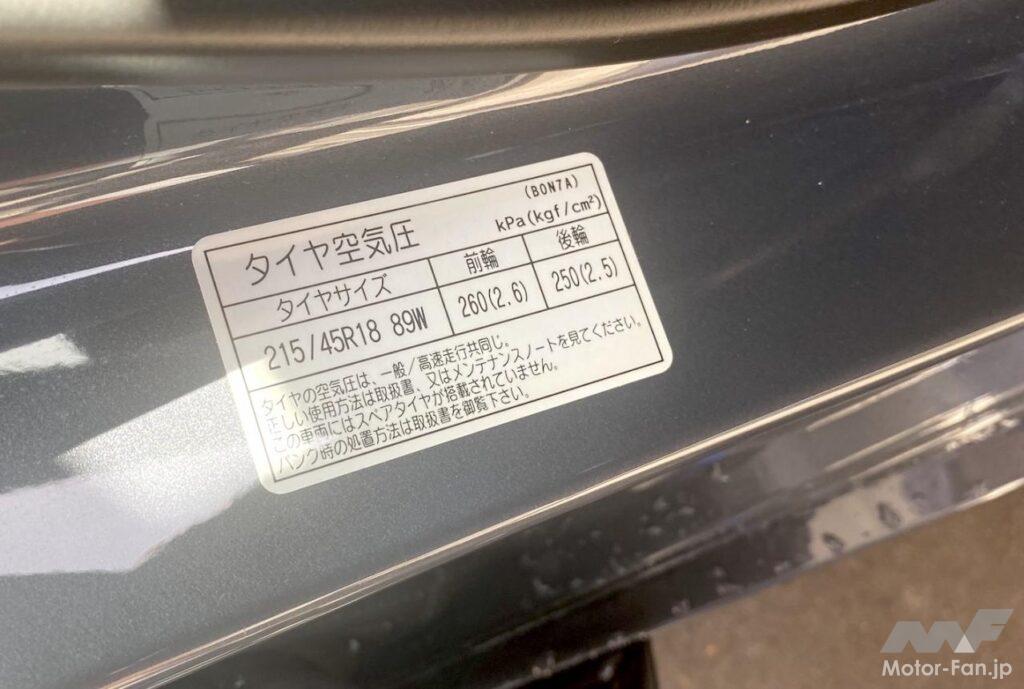 (B0N7A)
タイヤ空気圧 kPa(kgf/cm²)
タイヤサイズ 前輪 後輪
215/45R18 89W 260(2.6) 250(2.5)
タイヤの空気圧は、一般/高速走行共同じ。
正しい使用方法は取扱書、又はメンテナンスノートを見てください。
この車両にはスペアタイヤが搭載されていません。
パンク時の処置方法は取扱書を御覧下さい。
MF
Motor-Fan.jp